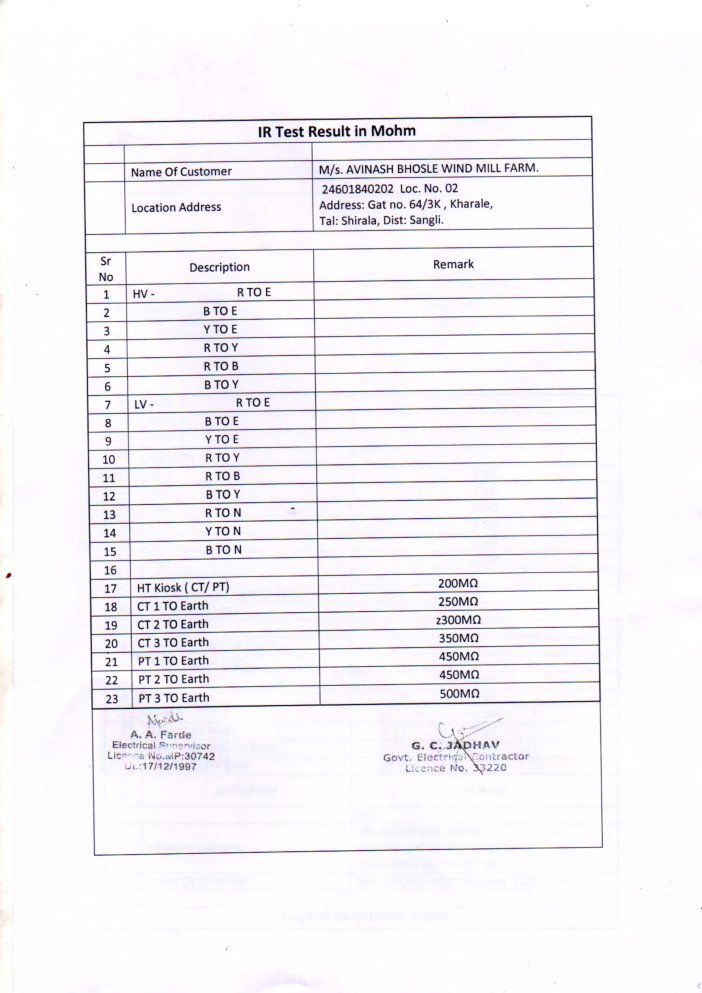 IR Test Result in Mohm
Name Of Customer M/s. AVINASH BHOSLE WIND MILL FARM.
Location Address 24601840202 Loc. No. 02
Address: Gat no. 64/3K , Kharale,
Tal: Shirala, Dist: Sangli.
Sr No Description Remark
1 HV - R TO E
2 B TO E
3 Y TO E
4 R TO Y
5 R TO B
6 B TO Y
7 LV - R TO E
8 B TO E
9 Y TO E
10 R TO Y
11 R TO B
12 B TO Y
13 R TO N
14 Y TO N
15 B TO N
16
17 HT Kiosk ( CT/ PT) 200MΩ
18 CT 1 TO Earth 250MΩ
19 CT 2 TO Earth z300MΩ
20 CT 3 TO Earth 350MΩ
21 PT 1 TO Earth 450MΩ
22 PT 2 TO Earth 450MΩ
23 PT 3 TO Earth 500MΩ
A. A. Farde
Electrical Supervisor
Licence No.MP:30742
Dt.:17/12/1997
G. C. JADHAV
Govt. Electrical Contractor
Licence No. 33220